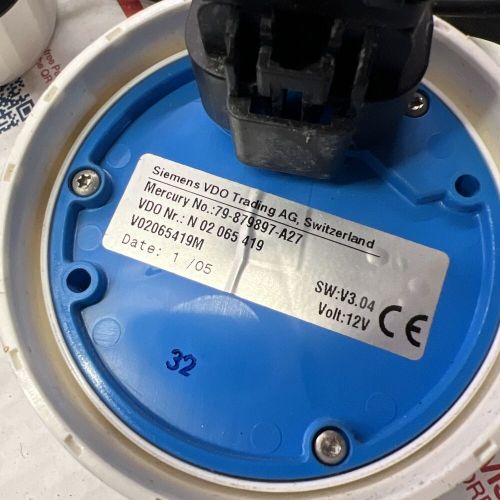 Siemens VDO Trading AG, Switzerland
Mercury No.:79-879897-A27
VDO Nr.: N 02 065 419
V02065419M
Date: 1 /05
SW:V3.04
Volt:12V
CE
32